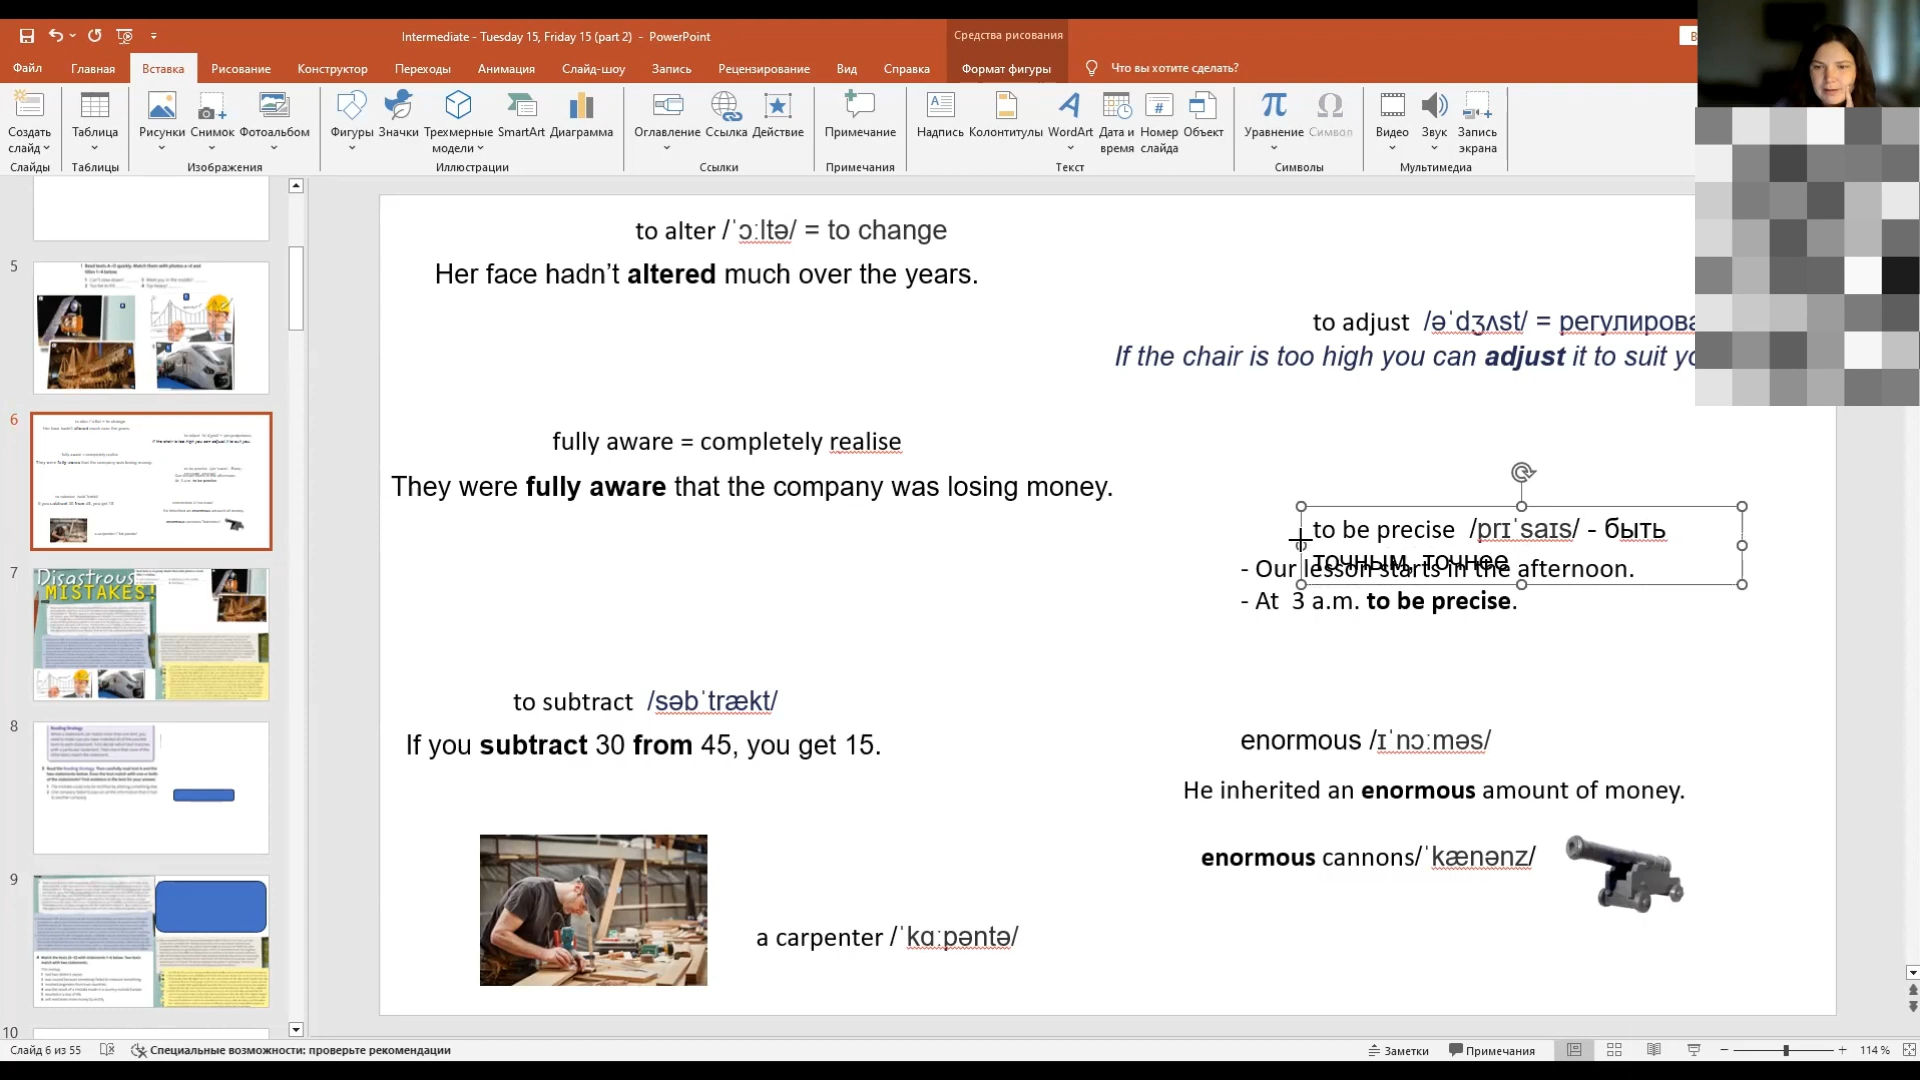 Intermediate - Tuesday 15, Friday 15 (part 2) - PowerPoint
Средства рисования
Файл Главная Вставка Рисование Конструктор Переходы Анимация Слайд-шоу Запись Рецензирование Вид Справка Формат фигуры Что вы хотите сделать?
Создать слайд Таблица Рисунки Снимок Фотоальбом Фигуры Значки Трехмерные модели SmartArt Диаграмма Оглавление Ссылка Действие Примечание Надпись Колонтитулы WordArt Дата и время Номер слайда Объект Уравнение Символ Видео Звук Запись экрана
Слайды Таблицы Изображения Иллюстрации Ссылки Примечания Текст Символы Мультимедиа
5
6
7
Disastrous
MISTAKES!
8
9
10
to alter /ˈɔːltə/ = to change
Her face hadn’t altered much over the years.
to adjust /əˈdʒʌst/ = регулирова
If the chair is too high you can adjust it to suit yo
fully aware = completely realise
They were fully aware that the company was losing money.
to be precise /prɪˈsaɪs/ - быть
точным, точнее
- Our lesson starts in the afternoon.
- At 3 a.m. to be precise.
to subtract /səbˈtrækt/
If you subtract 30 from 45, you get 15.
enormous /ɪˈnɔːməs/
He inherited an enormous amount of money.
enormous cannons/ˈkænənz/
a carpenter /ˈkɑːpəntə/
Слайд 6 из 55 Специальные возможности: проверьте рекомендации Заметки Примечания 114 %